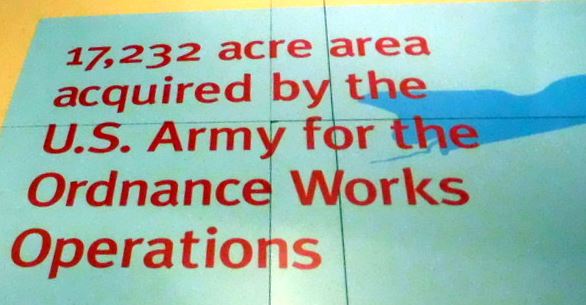 17,232 acre area
acquired by the
U.S. Army for the
Ordnance Works
Operations